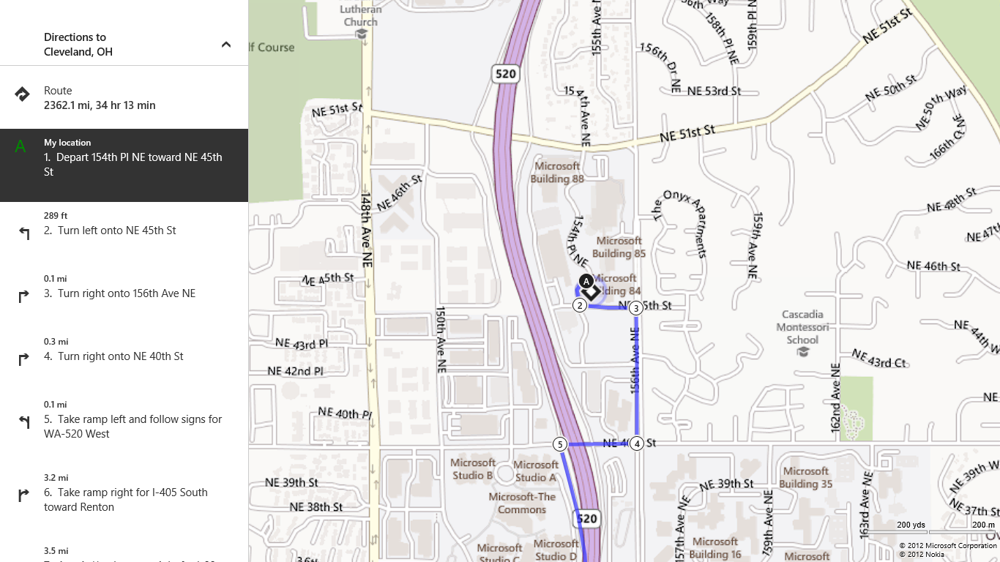 Directions to
Cleveland, OH
Route
2362.1 mi, 34 hr 13 min
A
My location
1. Depart 154th Pl NE toward NE 45th
St
289 ft
2. Turn left onto NE 45th St
0.1 mi
3. Turn right onto 156th Ave NE
0.3 mi
4. Turn right onto NE 40th St
0.1 mi
5. Take ramp left and follow signs for
WA-520 West
3.2 mi
6. Take ramp right for I-405 South
toward Renton
3.5 mi
Lutheran
Church
lf Course
520
155th Ave NE
Way
158th Pl NE
159th Pl N
NE 51st St
156th Dr NE
NE 53rd St
NE 50th St
NE 50th Way
166th Ct NE
15 4th Ave NE
NE 51st St
NE 51st St
Microsoft
Building 88
NE 46th St
148th Ave NE
The Onyx Apartments
159th Ave NE
NE 48th St
NE 47th
154th Pl NE
Microsoft
Building 85
NE 46th St
NE 45th St
A
Microsoft
ilding 84
2
NE
5th St
3
150th Ave NE
156th Ave NE
Cascadia
Montessori
School
NE 44th W
NE 43rd Pl
NE 43rd Ct
NE 42nd Pl
162nd Ave NE
NE
NE 40th Pl
5
NE 4
St
4
Microsoft
Studio B
Microsoft
Studio A
Microsoft-The
Commons
NE 39th St
NE 38th St
NE 39th St
Microsoft
Building 35
NE 39th W
NE 37th St
163rd Ave NE
157th Ave NE
159th Ave NE
520
Microsoft
Studio C
Microsoft
Studio D
Microsoft
Building 16
Microsoft
200 yds
200 m
© 2012 Microsoft Corporation
© 2012 Nokia